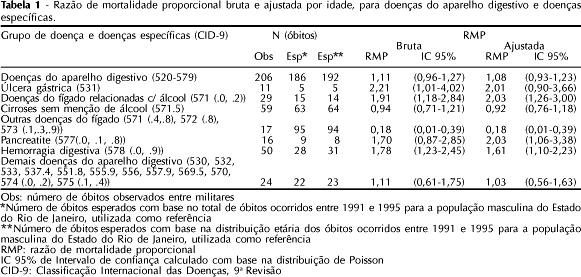 Tabela 1 - Razão de mortalidade proporcional bruta e ajustada por idade, para doenças do aparelho digestivo e doenças
específicas.
Grupo de doença e doenças específicas (CID-9) N (óbitos) RMP
Obs Esp* Esp** RMP IC 95% RMP IC 95%
Bruta Ajustada
Doenças do aparelho digestivo (520-579) 206 186 192 1,11 (0,96-1,27) 1,08 (0,93-1,23)
Úlcera gástrica (531) 11 5 5 2,21 (1,01-4,02) 2,01 (0,90-3,66)
Doenças do fígado relacionadas c/ álcool (571 (.0, .2)) 29 15 14 1,91 (1,18-2,84) 2,03 (1,26-3,00)
Cirroses sem menção de álcool (571.5) 59 63 64 0,94 (0,71-1,21) 0,92 (0,76-1,18)
Outras doenças do fígado (571 (.4,.8), 572 (.8),
573 (.1,.3,.9)) 17 95 94 0,18 (0,01-0,39) 0,18 (0,01-0,39)
Pancreatite (577(.0, .1, .8)) 16 9 8 1,70 (0,87-2,85) 2,03 (1,06-3,38)
Hemorragia digestiva (578 (.0, .9)) 50 28 31 1,78 (1,23-2,45) 1,61 (1,10-2,23)
Demais doenças do aparelho digestivo (530, 532,
533, 537.4, 551.8, 555.9, 556, 557.9, 562, 569.5, 570,
574 (.0, .2), 575 (.1, .4)) 24 22 23 1,11 (0,61-1,75) 1,03 (0,56-1,63)
Obs: número de óbitos observados entre militares
*Número de óbitos esperados com base no total de óbitos ocorridos entre 1991 e 1995 para a população masculina do Estado
do Rio de Janeiro, utilizada como referência
**Número de óbitos esperados com base na distribuição etária dos óbitos ocorridos entre 1991 e 1995 para a população
masculina do Estado do Rio de Janeiro, utilizada como referência
RMP: razão de mortalidade proporcional
IC 95% de Intervalo de confiança calculado com base na distribuição de Poisson
CID-9: Classificação Internacional das Doenças, 9ª Revisão